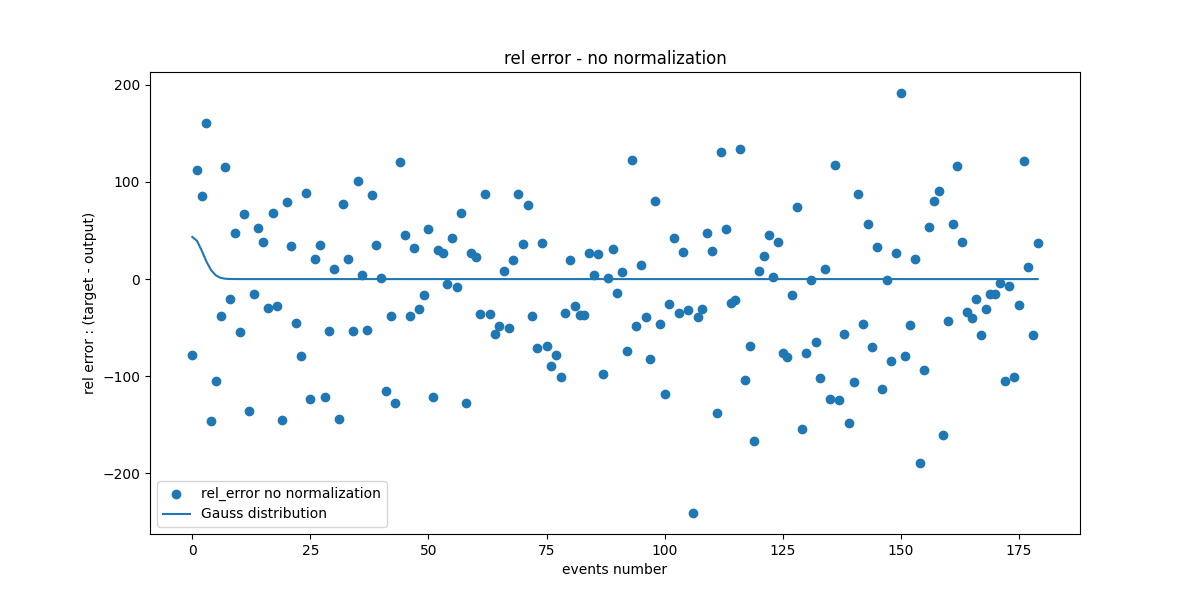 rel error - no normalization
rel error : (target - output)
200
100
0
−100
−200
rel_error no normalization
Gauss distribution
0 25 50 75 100 125 150 175
events number